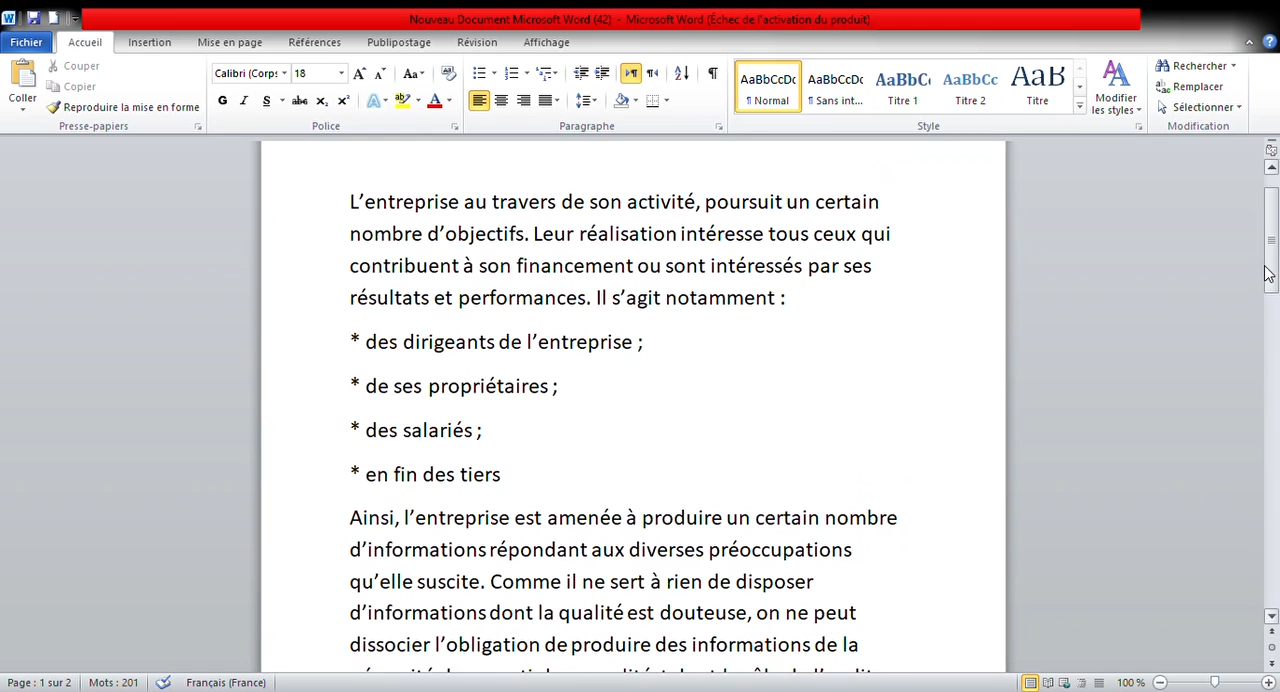 Nouveau Document Microsoft Word (42) - Microsoft Word (Échec de l'activation du produit)
Fichier Accueil Insertion Mise en page Références Publipostage Révision Affichage
Coller
Couper
Copier
Reproduire la mise en forme
Presse-papiers
Calibri (Corps 18
Police
Paragraphe
AaBbCcDc AaBbCcDc AaBbC AaBbCc AaB
¶ Normal ¶ Sans int... Titre 1 Titre 2 Titre
Modifier
les styles
Style
Rechercher
Remplacer
Sélectionner
Modification
L'entreprise au travers de son activité, poursuit un certain
nombre d'objectifs. Leur réalisation intéresse tous ceux qui
contribuent à son financement ou sont intéressés par ses
résultats et performances. Il s'agit notamment :
* des dirigeants de l'entreprise ;
* de ses propriétaires ;
* des salariés ;
* en fin des tiers
Ainsi, l'entreprise est amenée à produire un certain nombre
d'informations répondant aux diverses préoccupations
qu'elle suscite. Comme il ne sert à rien de disposer
d'informations dont la qualité est douteuse, on ne peut
dissocier l'obligation de produire des informations de la
Page : 1 sur 2 Mots : 201 Français (France) 100 %